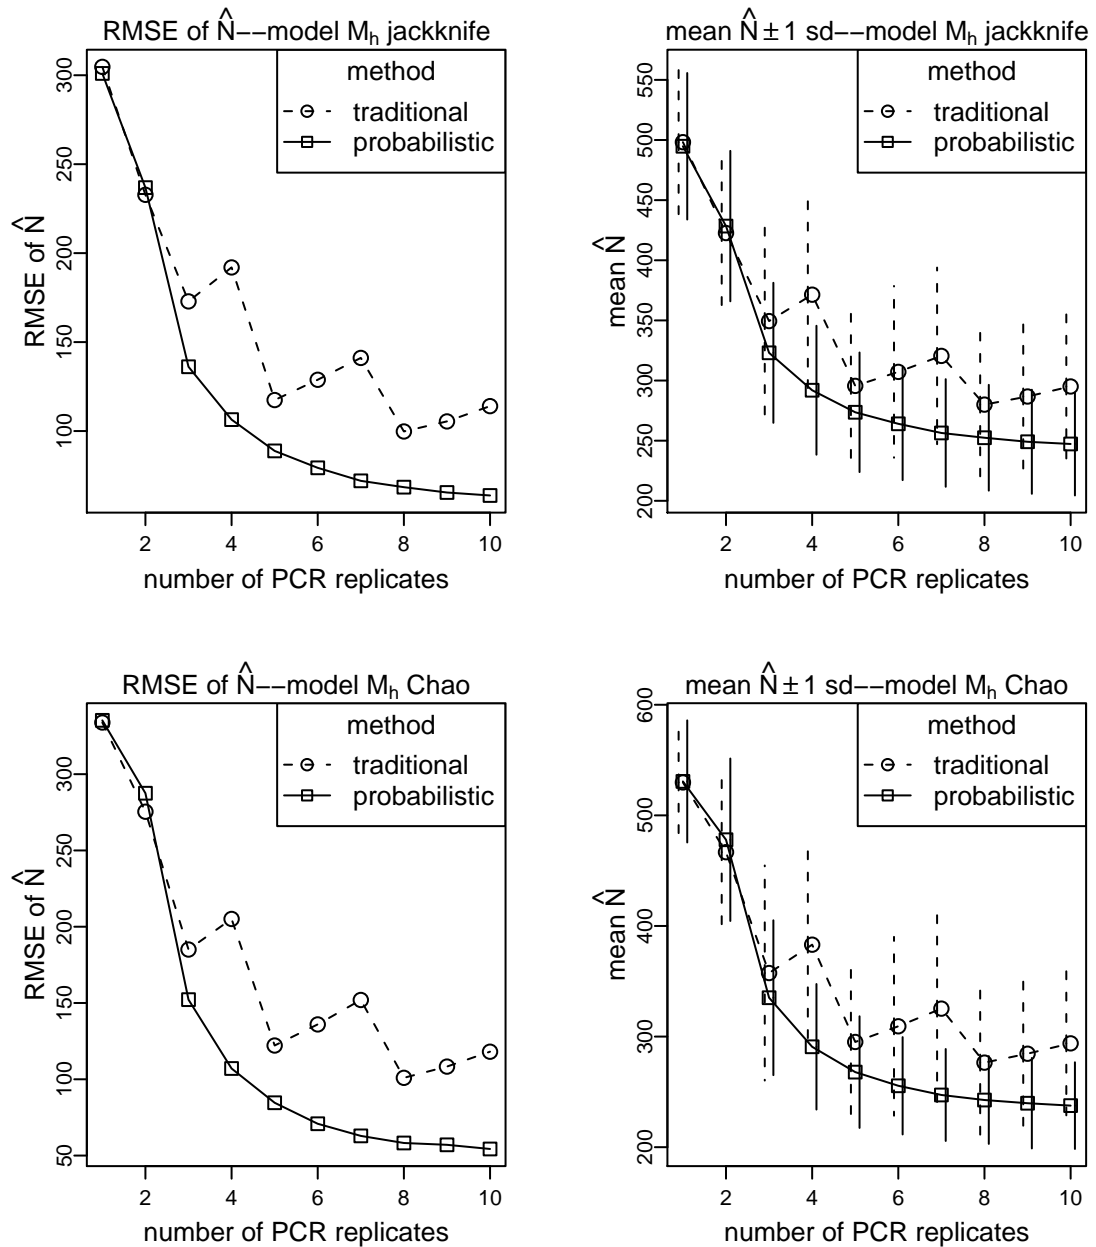 RMSE of N̂−−model Mₕ jackknife
method
traditional
probabilistic
RMSE of N̂
100
150
200
250
300
2 4 6 8 10
number of PCR replicates
mean N̂ ± 1 sd−−model Mₕ jackknife
method
traditional
probabilistic
mean N̂
200
250
300
350
400
450
500
550
2 4 6 8 10
number of PCR replicates
RMSE of N̂−−model Mₕ Chao
method
traditional
probabilistic
RMSE of N̂
50
100
150
200
250
300
2 4 6 8 10
number of PCR replicates
mean N̂ ± 1 sd−−model Mₕ Chao
method
traditional
probabilistic
mean N̂
200
300
400
500
600
2 4 6 8 10
number of PCR replicates